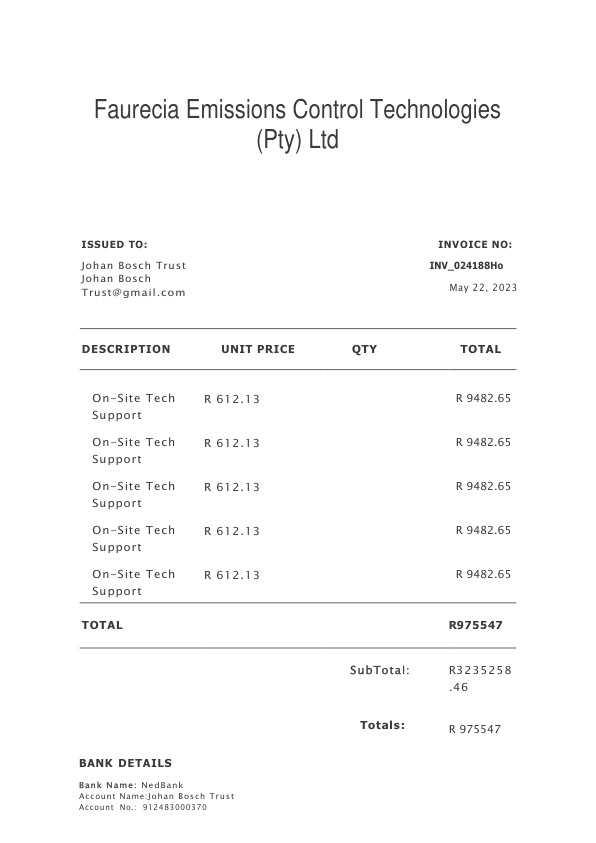 Faurecia Emissions Control Technologies
(Pty) Ltd
ISSUED TO:
INVOICE NO:
Johan Bosch Trust
INV_024188Ho
Johan Bosch
Trust@gmail.com
May 22, 2023
DESCRIPTION UNIT PRICE QTY TOTAL
On-Site Tech R 612.13 R 9482.65
Support
On-Site Tech R 612.13 R 9482.65
Support
On-Site Tech R 612.13 R 9482.65
Support
On-Site Tech R 612.13 R 9482.65
Support
On-Site Tech R 612.13 R 9482.65
Support
TOTAL R975547
SubTotal: R3235258
.46
Totals: R 975547
BANK DETAILS
Bank Name: NedBank
Account Name:Johan Bosch Trust
Account No.: 912483000370